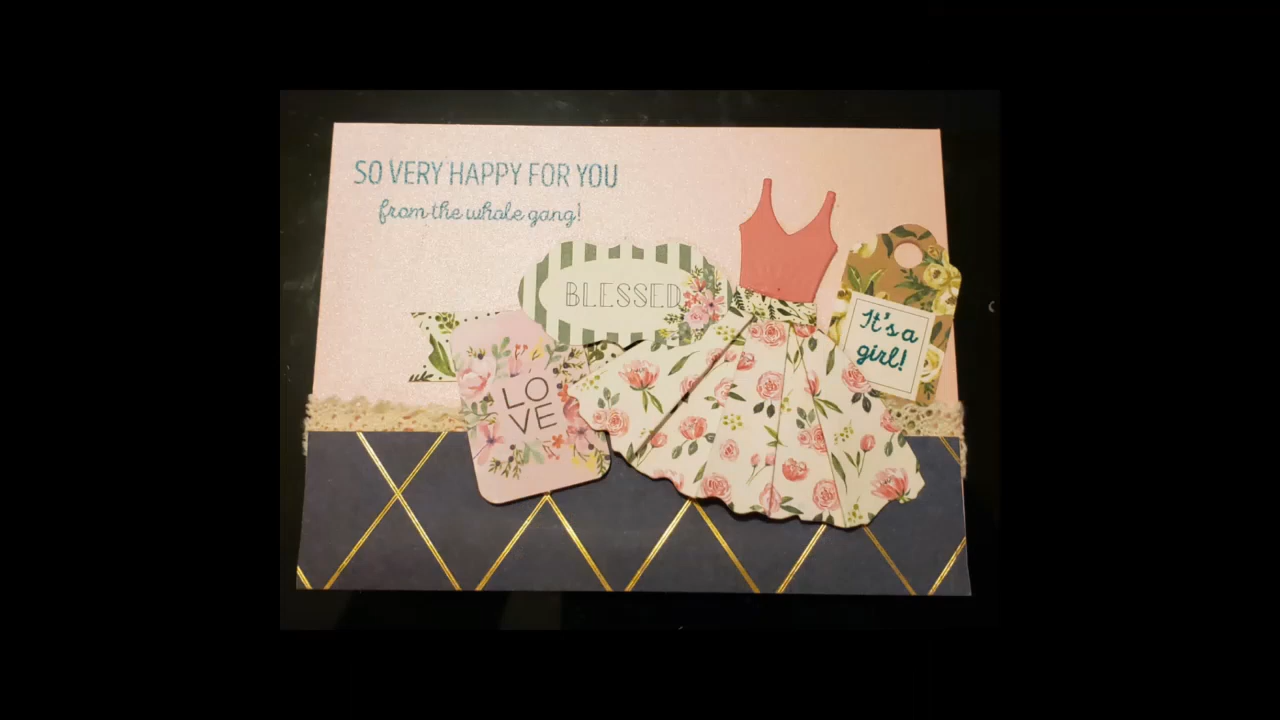 SO VERY HAPPY FOR YOU
from the whole gang!
BLESSED
LO
VE
It's a
girl!